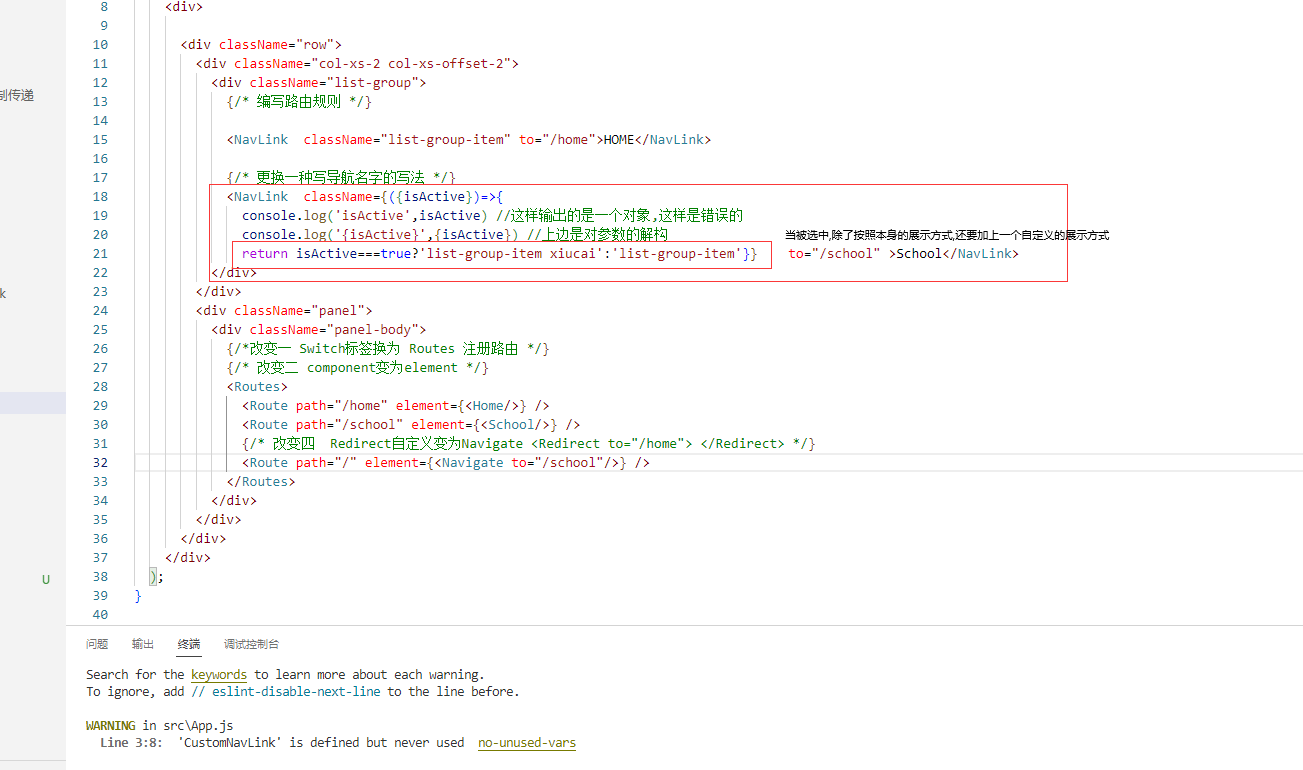 制传递
k
U
8 <div>
9
10 <div className="row">
11 <div className="col-xs-2 col-xs-offset-2">
12 <div className="list-group">
13 {/* 编写路由规则 */}
14
15 <NavLink  className="list-group-item" to="/home">HOME</NavLink>
16
17 {/* 更换一种写导航名字的写法 */}
18 <NavLink  className={({isActive})=>{
19 console.log('isActive',isActive) //这样输出的是一个对象,这样是错误的
20 console.log('{isActive}',{isActive}) //上边是对参数的解构
当被选中,除了按照本身的展示方式,还要加上一个自定义的展示方式
21 return isActive===true?'list-group-item xiucai':'list-group-item'}}    to="/school" >School</NavLink>
22 </div>
23 </div>
24 <div className="panel">
25 <div className="panel-body">
26 {/*改变一 Switch标签换为 Routes 注册路由 */}
27 {/* 改变二 component变为element */}
28 <Routes>
29 <Route path="/home" element={<Home/>} />
30 <Route path="/school" element={<School/>} />
31 {/* 改变四  Redirect自定义变为Navigate <Redirect to="/home"> </Redirect> */}
32 <Route path="/" element={<Navigate to="/school"/>} />
33 </Routes>
34 </div>
35 </div>
36 </div>
37 </div>
38 );
39 }
40
问题 输出 终端 调试控制台
Search for the keywords to learn more about each warning.
To ignore, add // eslint-disable-next-line to the line before.
WARNING in src\App.js
Line 3:8:  'CustomNavLink' is defined but never used  no-unused-vars